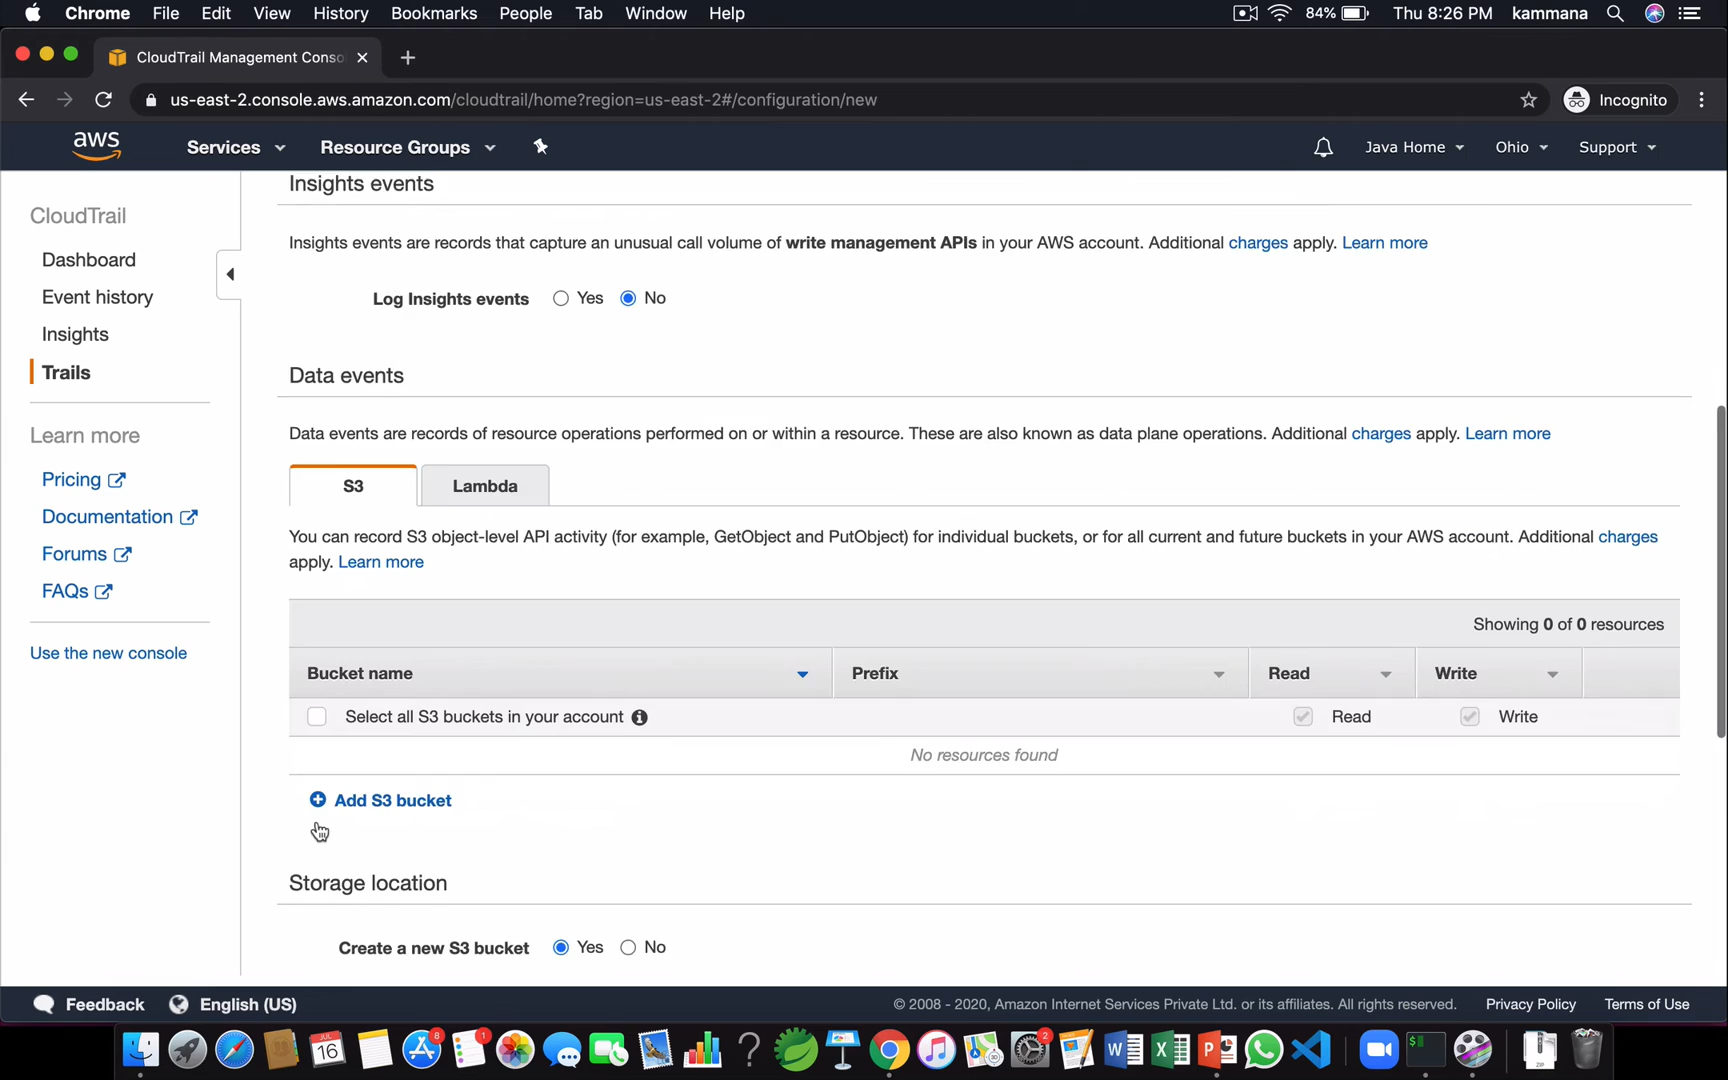 Chrome File Edit View History Bookmarks People Tab Window Help 84% Thu 8:26 PM kammana
CloudTrail Management Conso
us-east-2.console.aws.amazon.com/cloudtrail/home?region=us-east-2#/configuration/new Incognito
aws Services Resource Groups Java Home Ohio Support
CloudTrail
Dashboard
Event history
Insights
Trails
Learn more
Pricing
Documentation
Forums
FAQs
Use the new console
Insights events
Insights events are records that capture an unusual call volume of write management APIs in your AWS account. Additional charges apply. Learn more
Log Insights events Yes No
Data events
Data events are records of resource operations performed on or within a resource. These are also known as data plane operations. Additional charges apply. Learn more
S3 Lambda
You can record S3 object-level API activity (for example, GetObject and PutObject) for individual buckets, or for all current and future buckets in your AWS account. Additional charges
apply. Learn more
Showing 0 of 0 resources
Bucket name Prefix Read Write
Select all S3 buckets in your account Read Write
No resources found
Add S3 bucket
Storage location
Create a new S3 bucket Yes No
Feedback English (US) © 2008 - 2020, Amazon Internet Services Private Ltd. or its affiliates. All rights reserved. Privacy Policy Terms of Use